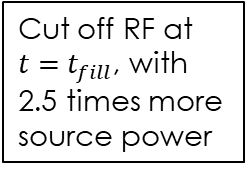 Cut off RF at
t = t_fill, with
2.5 times more
source power